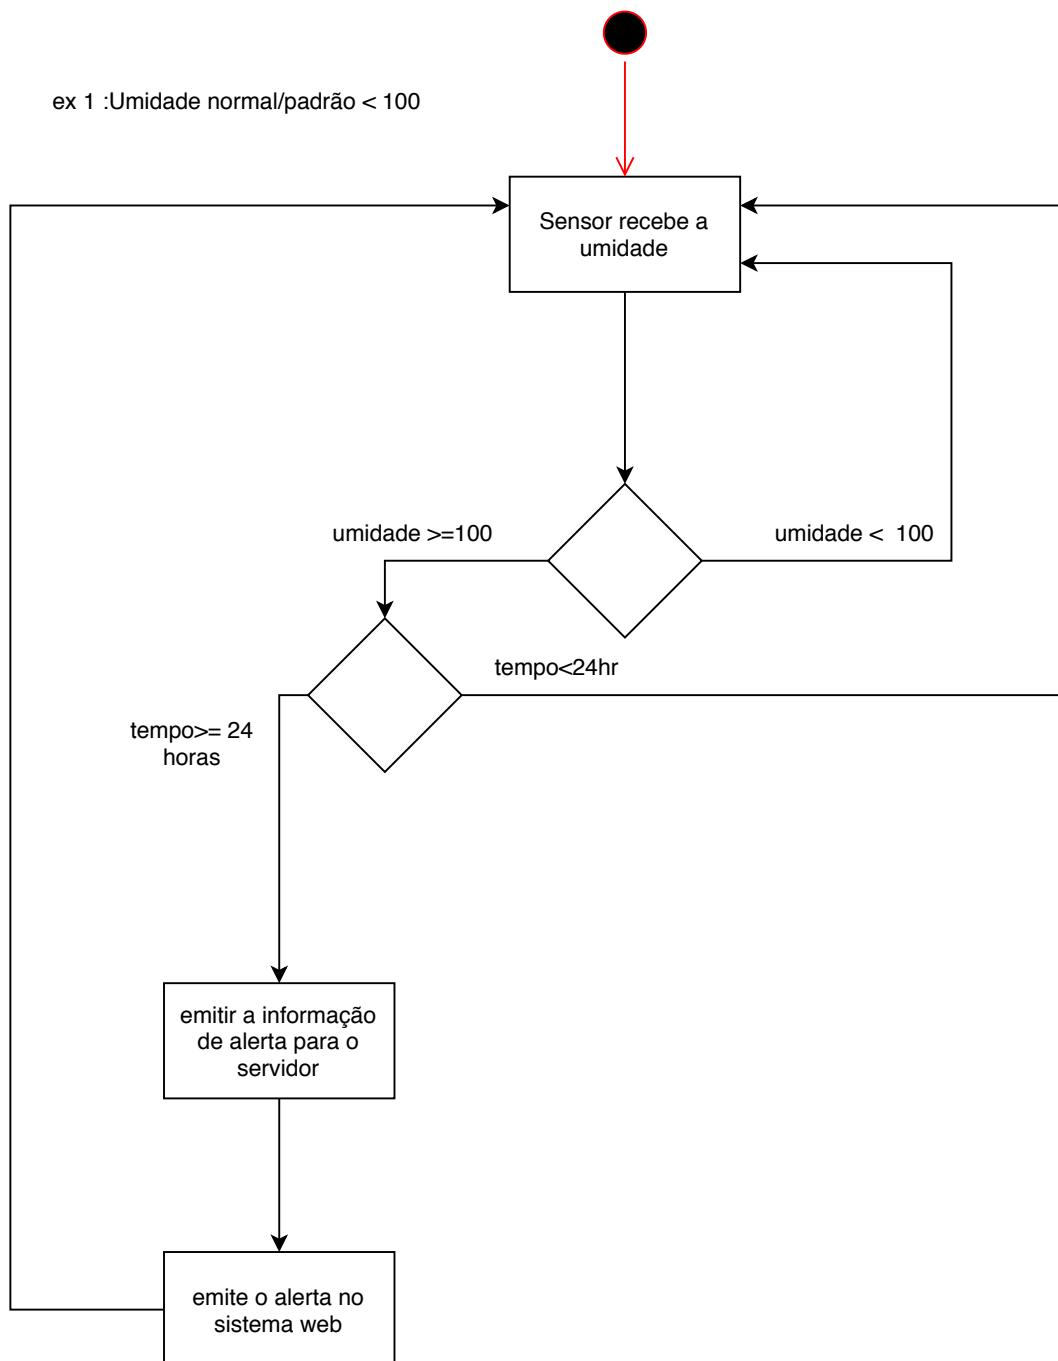 ex 1 :Umidade normal/padrão < 100
Sensor recebe a
umidade
umidade >=100
umidade <  100
tempo<24hr
tempo>= 24
horas
emitir a informação
de alerta para o
servidor
emite o alerta no
sistema web